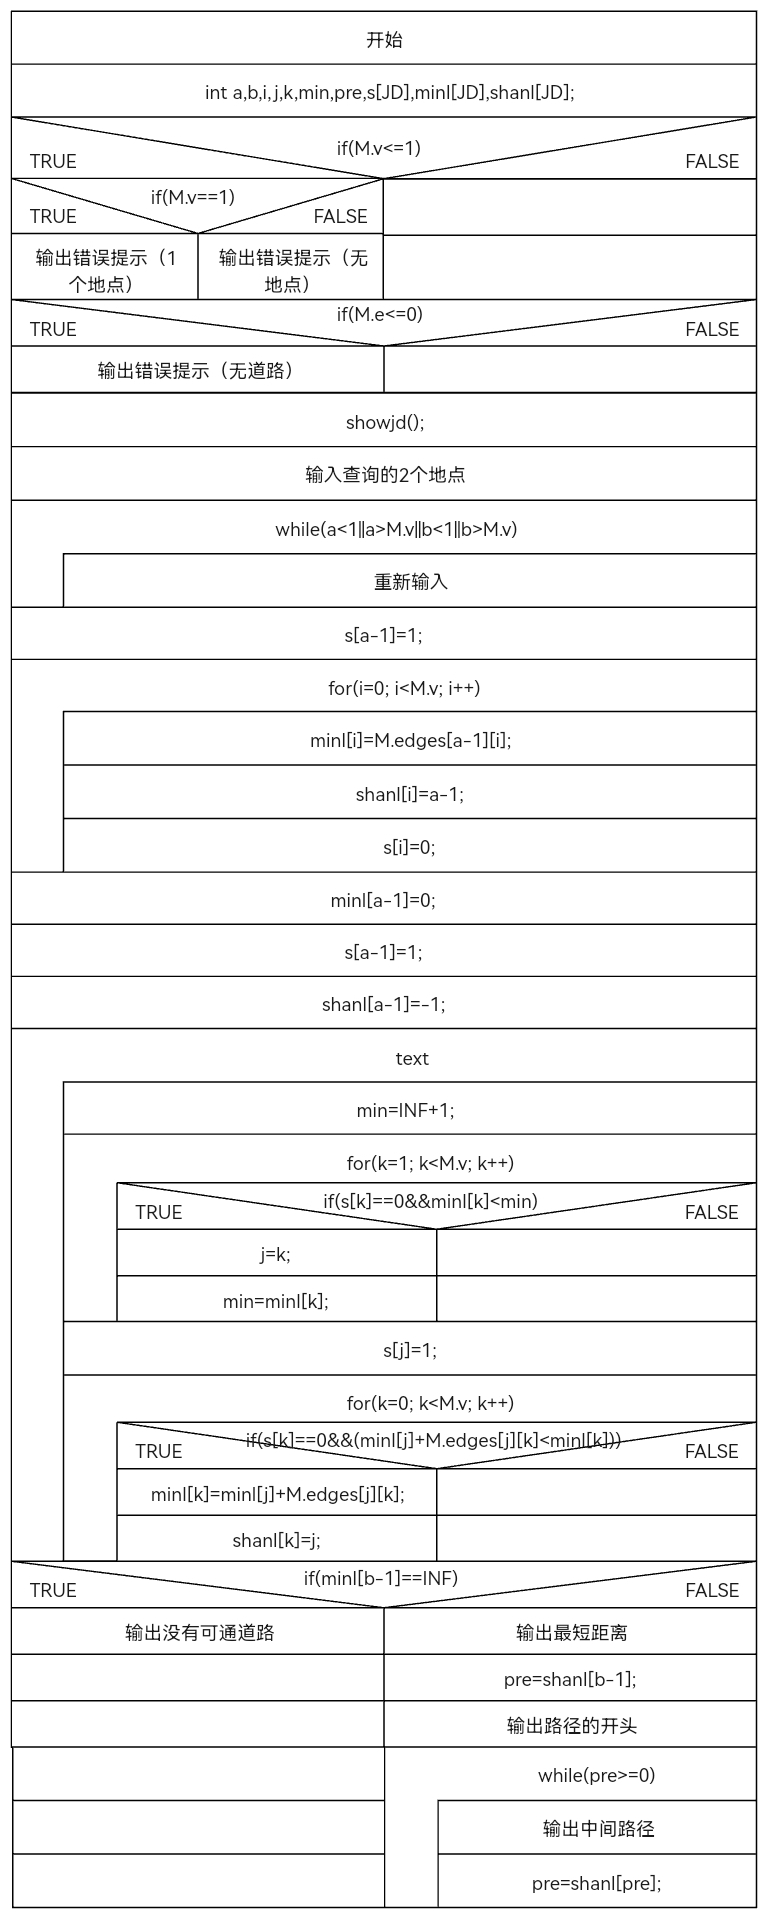 开始
int a,b,i,j,k,min,pre,s[JD],minl[JD],shanl[JD];
if(M.v<=1)
TRUE
FALSE
if(M.v==1)
TRUE
FALSE
输出错误提示（1
个地点）
输出错误提示（无
地点）
if(M.e<=0)
TRUE
FALSE
输出错误提示（无道路）
showjd();
输入查询的2个地点
while(a<1||a>M.v||b<1||b>M.v)
重新输入
s[a-1]=1;
for(i=0; i<M.v; i++)
minl[i]=M.edges[a-1][i];
shanl[i]=a-1;
s[i]=0;
minl[a-1]=0;
s[a-1]=1;
shanl[a-1]=-1;
text
min=INF+1;
for(k=1; k<M.v; k++)
if(s[k]==0&&minl[k]<min)
TRUE
FALSE
j=k;
min=minl[k];
s[j]=1;
for(k=0; k<M.v; k++)
if(s[k]==0&&(minl[j]+M.edges[j][k]<minl[k]))
TRUE
FALSE
minl[k]=minl[j]+M.edges[j][k];
shanl[k]=j;
if(minl[b-1]==INF)
TRUE
FALSE
输出没有可通道路
输出最短距离
pre=shanl[b-1];
输出路径的开头
while(pre>=0)
输出中间路径
pre=shanl[pre];